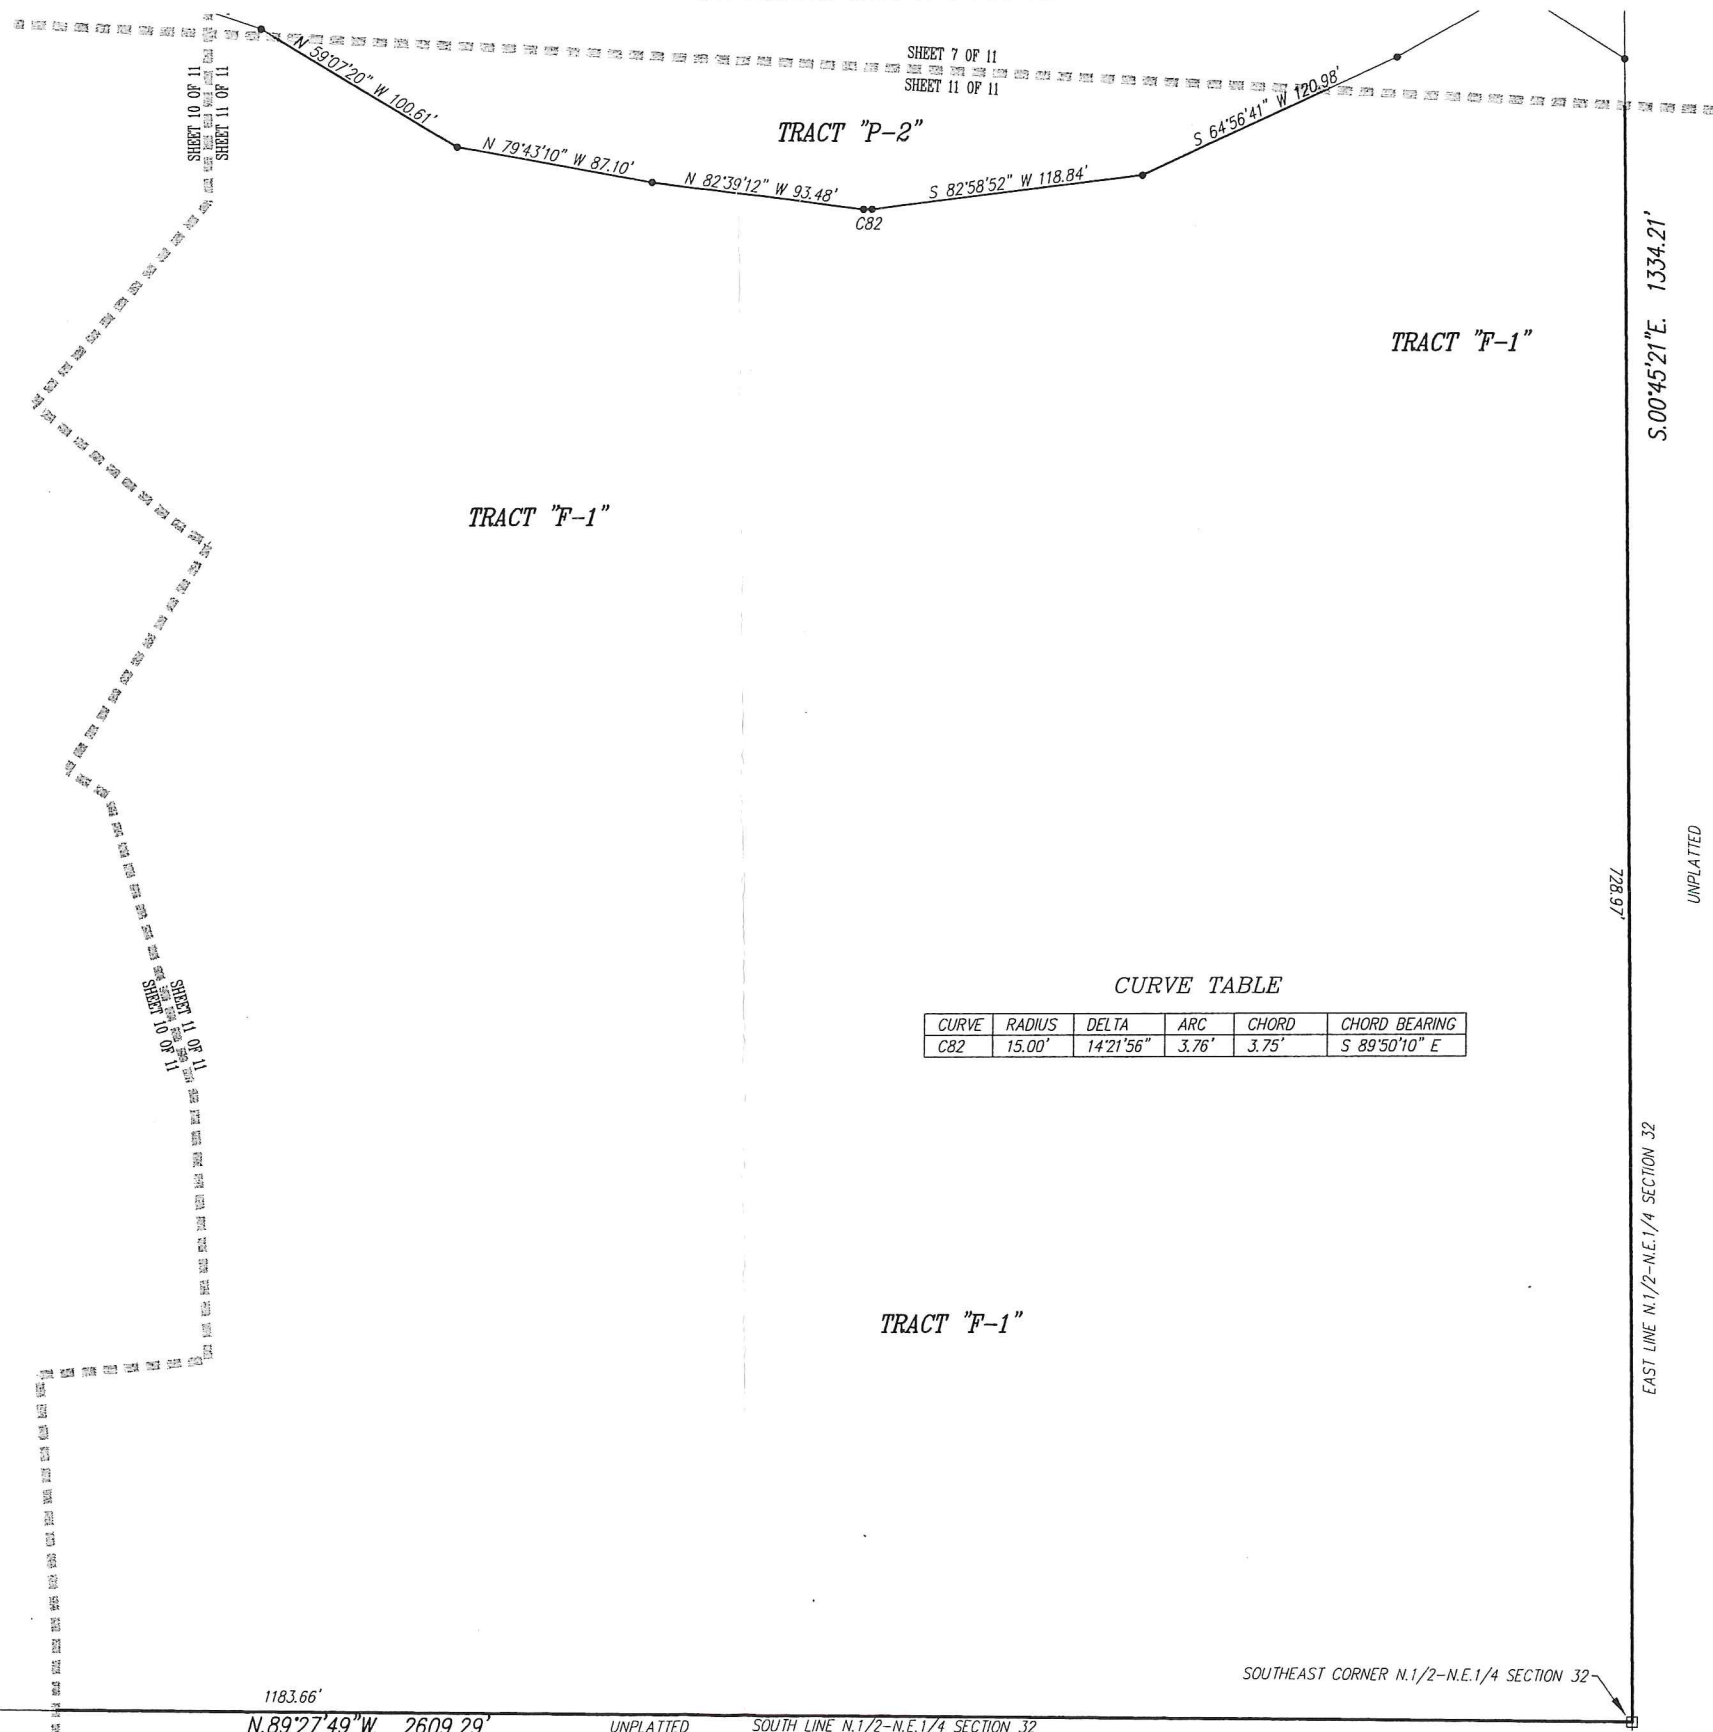 SHEET 7 OF 11
SHEET 11 OF 11
SHEET 10 OF 11
SHEET 11 OF 11
N 59°07'20" W 100.61'
N 79°43'10" W 87.10'
N 82°39'12" W 93.48'
C82
S 82°58'52" W 118.84'
S 64°56'41" W 120.98'
TRACT "P-2"
TRACT "F-1"
S.00°45'21"E. 1334.21'
TRACT "F-1"
728.97'
UNPLATTED
CURVE TABLE
CURVE RADIUS DELTA ARC CHORD CHORD BEARING
C82 15.00' 14°21'56" 3.76' 3.75' S 89°50'10" E
SHEET 11 OF 11
SHEET 10 OF 11
EAST LINE N.1/2-N.E.1/4 SECTION 32
TRACT "F-1"
SOUTHEAST CORNER N.1/2-N.E.1/4 SECTION 32
1183.66'
N.89°27'49"W. 2609.29'
UNPLATTED
SOUTH LINE N.1/2-N.E.1/4 SECTION 32